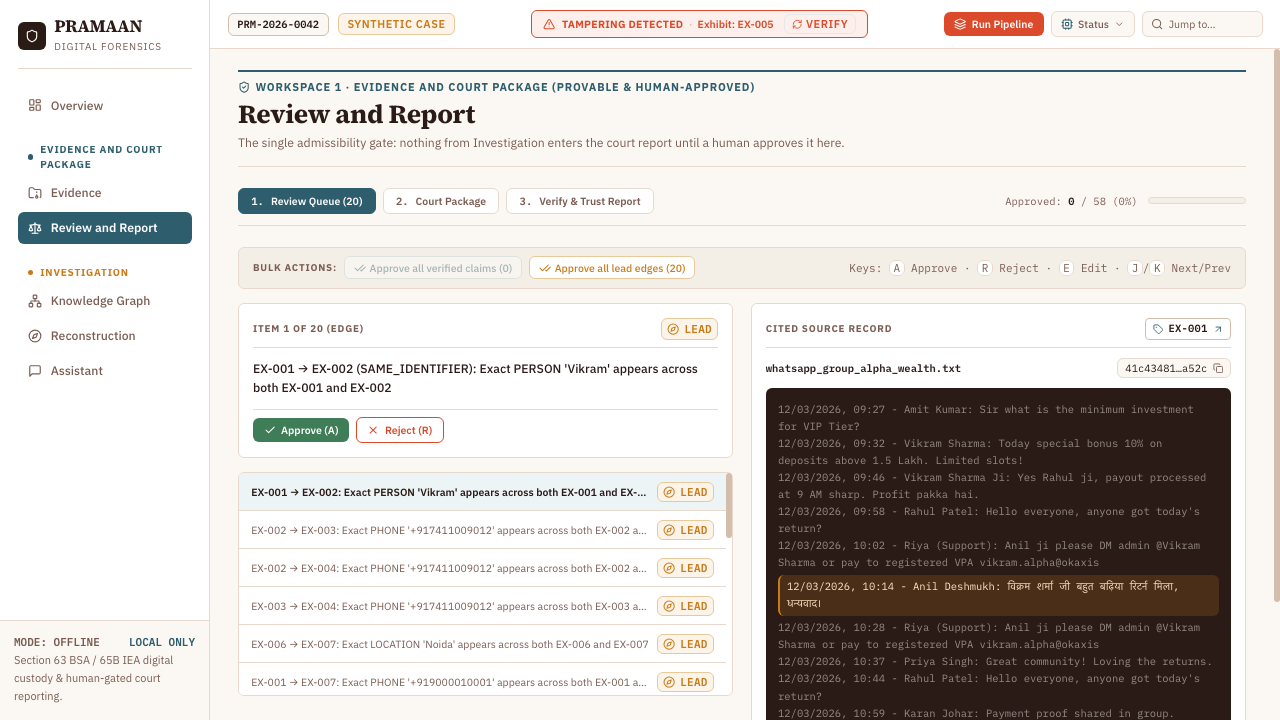 PRAMAAN
DIGITAL FORENSICS
Overview
EVIDENCE AND COURT
PACKAGE
Evidence
Review and Report
INVESTIGATION
Knowledge Graph
Reconstruction
Assistant
MODE: OFFLINE LOCAL ONLY
Section 63 BSA / 65B IEA digital
custody & human-gated court
reporting.
PRM-2026-0042 SYNTHETIC CASE TAMPERING DETECTED · Exhibit: EX-005 VERIFY Run Pipeline Status Jump to...
WORKSPACE 1 · EVIDENCE AND COURT PACKAGE (PROVABLE & HUMAN-APPROVED)
Review and Report
The single admissibility gate: nothing from Investigation enters the court report until a human approves it here.
1. Review Queue (20) 2. Court Package 3. Verify & Trust Report Approved: 0 / 58 (0%)
BULK ACTIONS: Approve all verified claims (0) Approve all lead edges (20) Keys: A Approve · R Reject · E Edit · J/K Next/Prev
ITEM 1 OF 20 (EDGE) LEAD
EX-001 → EX-002 (SAME_IDENTIFIER): Exact PERSON 'Vikram' appears across
both EX-001 and EX-002
Approve (A) Reject (R)
EX-001 → EX-002: Exact PERSON 'Vikram' appears across both EX-001 and EX-... LEAD
EX-002 → EX-003: Exact PHONE '+917411009012' appears across both EX-002 a... LEAD
EX-002 → EX-004: Exact PHONE '+917411009012' appears across both EX-002 a... LEAD
EX-003 → EX-004: Exact PHONE '+917411009012' appears across both EX-003 a... LEAD
EX-006 → EX-007: Exact LOCATION 'Noida' appears across both EX-006 and EX-007 LEAD
EX-001 → EX-007: Exact PHONE '+919000010001' appears across both EX-001 a... LEAD
CITED SOURCE RECORD EX-001
whatsapp_group_alpha_wealth.txt 41c43481…a52c
12/03/2026, 09:27 - Amit Kumar: Sir what is the minimum investment
for VIP Tier?
12/03/2026, 09:32 - Vikram Sharma: Today special bonus 10% on
deposits above 1.5 Lakh. Limited slots!
12/03/2026, 09:46 - Vikram Sharma Ji: Yes Rahul ji, payout processed
at 9 AM sharp. Profit pakka hai.
12/03/2026, 09:58 - Rahul Patel: Hello everyone, anyone got today's
return?
12/03/2026, 10:02 - Riya (Support): Anil ji please DM admin @Vikram
Sharma or pay to registered VPA vikram.alpha@okaxis
12/03/2026, 10:14 - Anil Deshmukh: विक्रम शर्मा जी बहुत बढ़िया रिटर्न मिला,
धन्यवाद।
12/03/2026, 10:28 - Riya (Support): Anil ji please DM admin @Vikram
Sharma or pay to registered VPA vikram.alpha@okaxis
12/03/2026, 10:37 - Priya Singh: Great community! Loving the returns.
12/03/2026, 10:44 - Rahul Patel: Hello everyone, anyone got today's
return?
12/03/2026, 10:59 - Karan Johar: Payment proof shared in group.